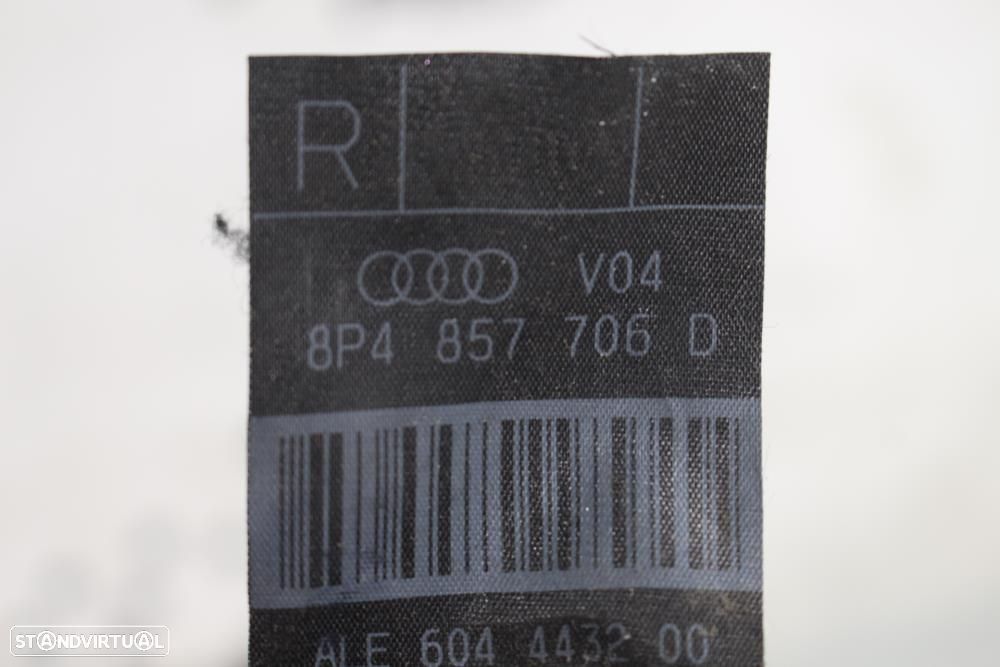 R
V04
8P4 857 706 D
ALE 604 4432 00
STANDVIRTUAL